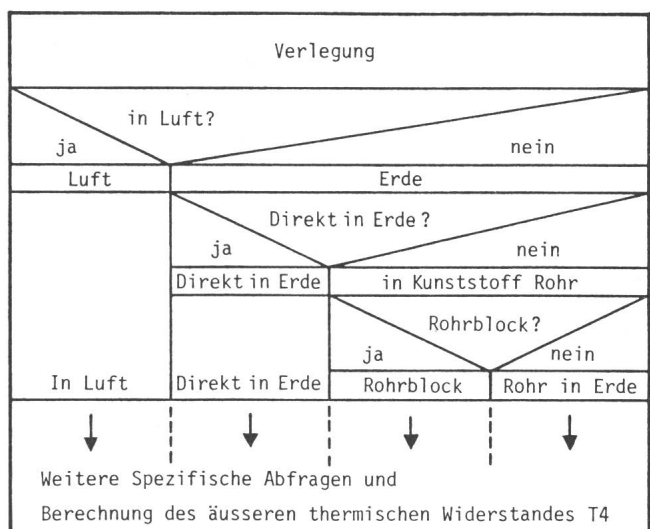 Verlegung
in Luft?
ja nein
Luft Erde
Direkt in Erde?
ja nein
Direkt in Erde in Kunststoff Rohr
Rohrblock?
ja nein
In Luft Direkt in Erde Rohrblock Rohr in Erde
Weitere Spezifische Abfragen und
Berechnung des äusseren thermischen Widerstandes T4